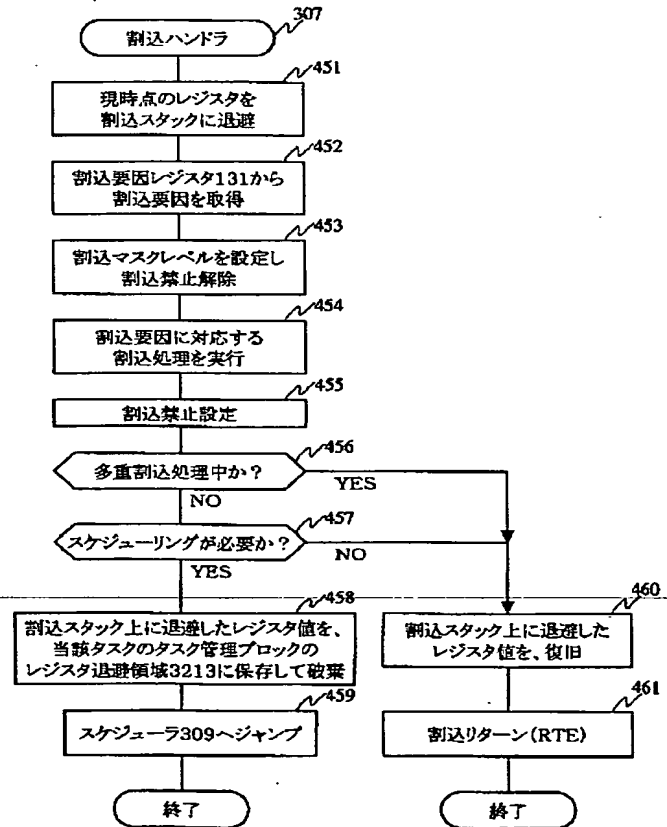 307
割込ハンドラ
451
現時点のレジスタを
割込スタックに退避
452
割込要因レジスタ131から
割込要因を取得
453
割込マスクレベルを設定し
割込禁止解除
454
割込要因に対応する
割込処理を実行
455
割込禁止設定
456
多重割込処理中か?
YES
NO
457
スケジューリングが必要か?
NO
YES
458
割込スタック上に退避したレジスタ値を、
当該タスクのタスク管理ブロックの
レジスタ退避領域3213に保存して破棄
459
スケジューラ309へジャンプ
終了
460
割込スタック上に退避した
レジスタ値を、復旧
461
割込リターン(RTE)
終了